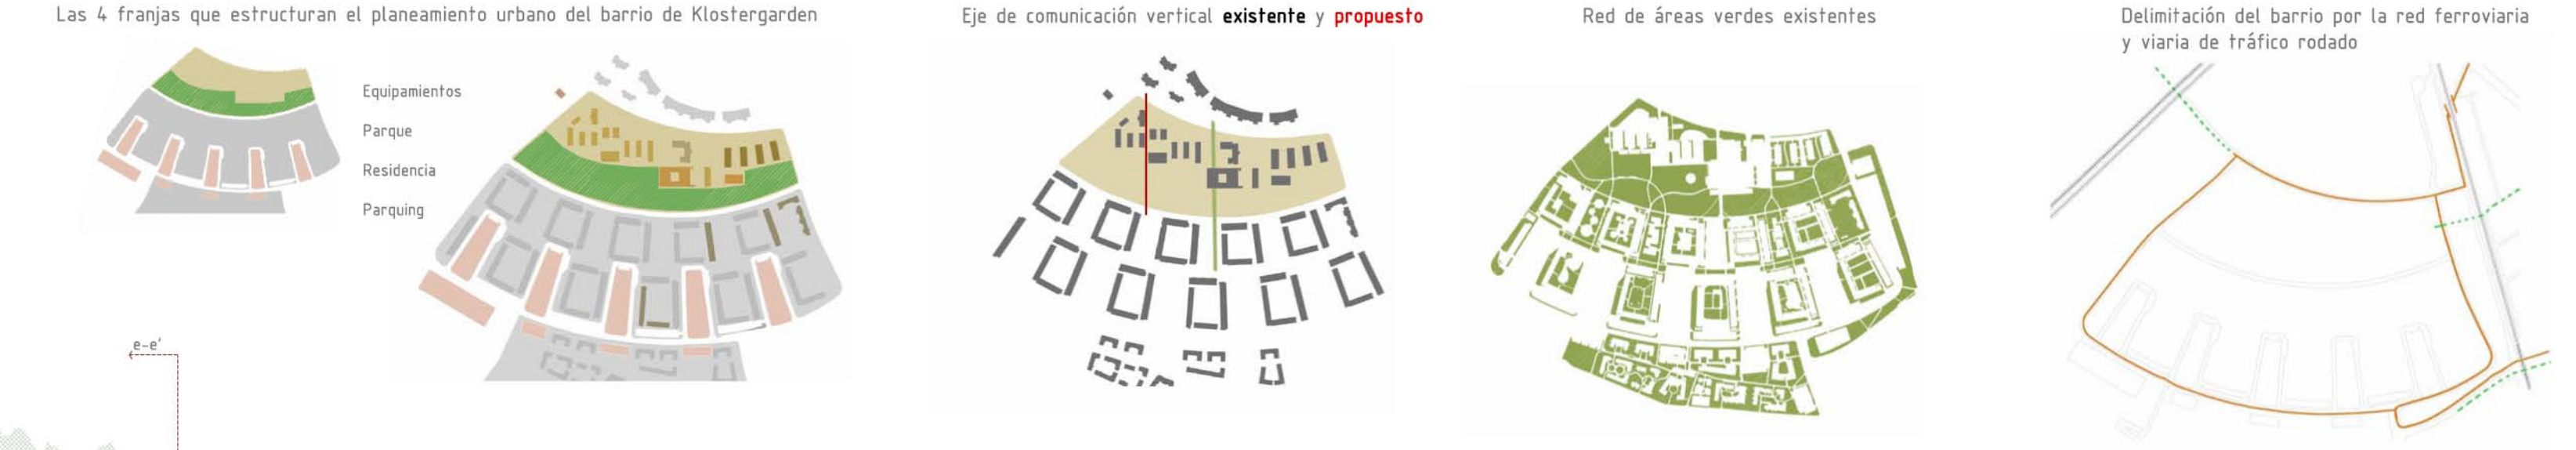 Las 4 franjas que estructuran el planeamiento urbano del barrio de Klostergarden
Equipamientos
Parque
Residencia
Parquing
e-e'
Eje de comunicación vertical existente y propuesto
Red de áreas verdes existentes
Delimitación del barrio por la red ferroviaria
y viaria de tráfico rodado